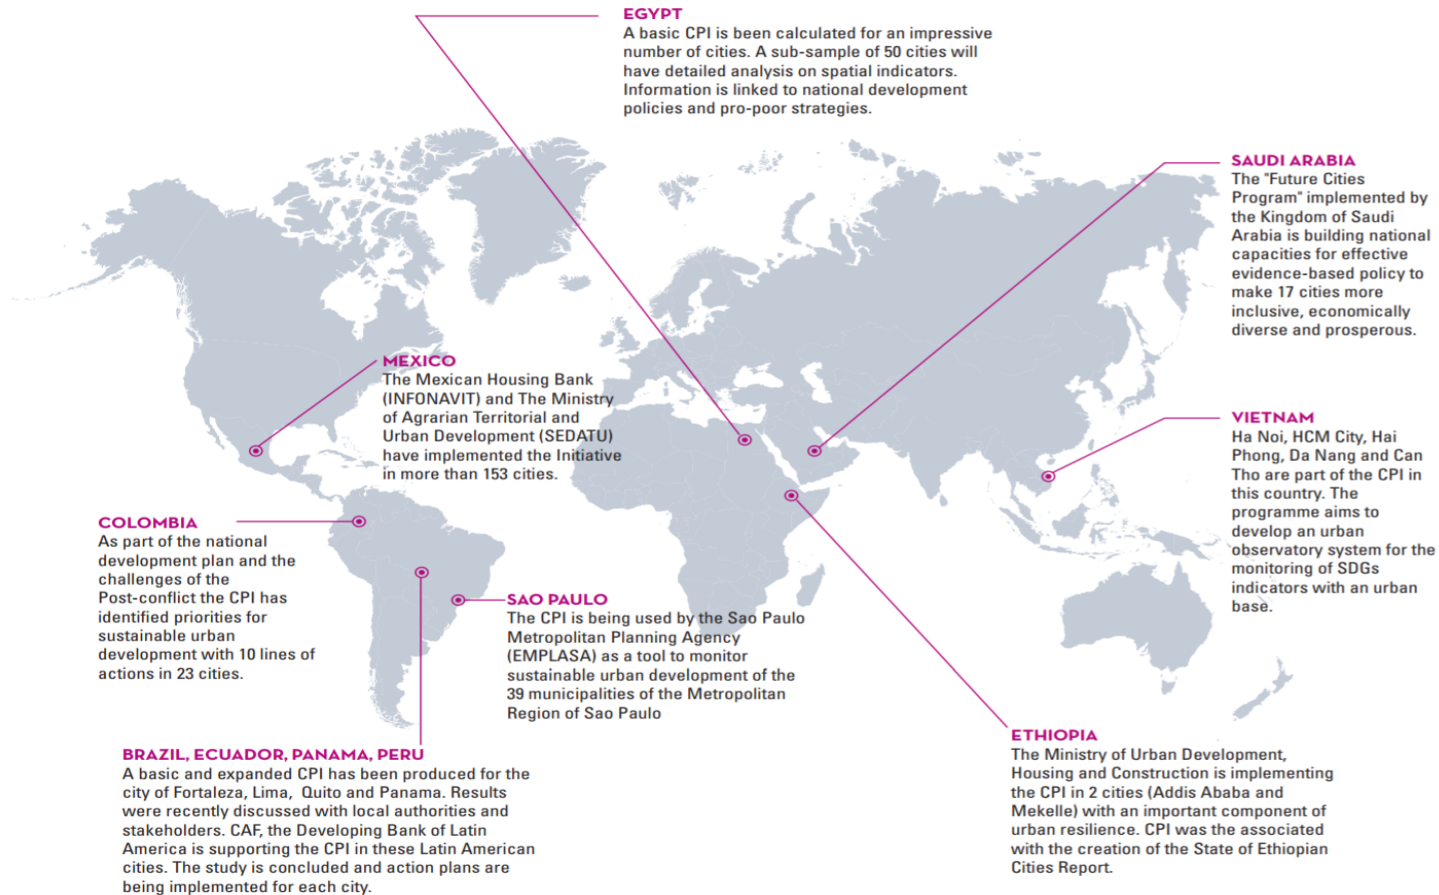 EGYPT
A basic CPI is been calculated for an impressive
number of cities. A sub-sample of 50 cities will
have detailed analysis on spatial indicators.
Information is linked to national development
policies and pro-poor strategies.
SAUDI ARABIA
The "Future Cities
Program" implemented by
the Kingdom of Saudi
Arabia is building national
capacities for effective
evidence-based policy to
make 17 cities more
inclusive, economically
diverse and prosperous.
MEXICO
The Mexican Housing Bank
(INFONAVIT) and The Ministry
of Agrarian Territorial and
Urban Development (SEDATU)
have implemented the Initiative
in more than 153 cities.
VIETNAM
Ha Noi, HCM City, Hai
Phong, Da Nang and Can
Tho are part of the CPI in
this country. The
programme aims to
develop an urban
observatory system for the
monitoring of SDGs
indicators with an urban
base.
COLOMBIA
As part of the national
development plan and the
challenges of the
Post-conflict the CPI has
identified priorities for
sustainable urban
development with 10 lines of
actions in 23 cities.
SAO PAULO
The CPI is being used by the Sao Paulo
Metropolitan Planning Agency
(EMPLASA) as a tool to monitor
sustainable urban development of the
39 municipalities of the Metropolitan
Region of Sao Paulo
BRAZIL, ECUADOR, PANAMA, PERU
A basic and expanded CPI has been produced for the
city of Fortaleza, Lima, Quito and Panama. Results
were recently discussed with local authorities and
stakeholders. CAF, the Developing Bank of Latin
America is supporting the CPI in these Latin American
cities. The study is concluded and action plans are
being implemented for each city.
ETHIOPIA
The Ministry of Urban Development,
Housing and Construction is implementing
the CPI in 2 cities (Addis Ababa and
Mekelle) with an important component of
urban resilience. CPI was the associated
with the creation of the State of Ethiopian
Cities Report.